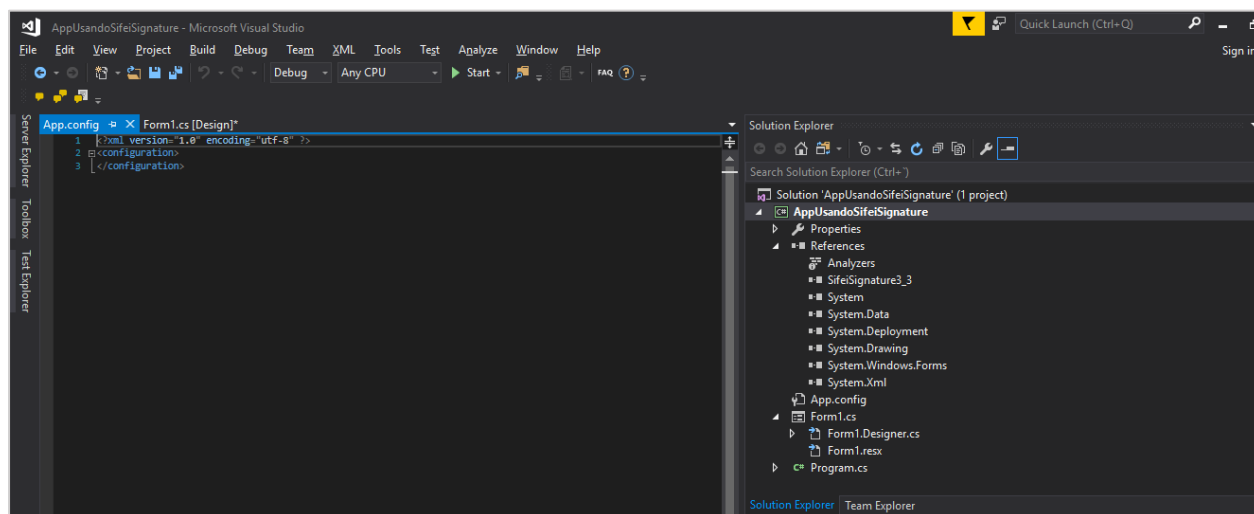 AppUsandoSifeiSignature - Microsoft Visual Studio
Quick Launch (Ctrl+Q)
File Edit View Project Build Debug Team XML Tools Test Analyze Window Help
Sign in
Debug Any CPU Start FAQ
Server Explorer
Toolbox
Test Explorer
App.config Form1.cs [Design]*
1 <?xml version="1.0" encoding="utf-8" ?>
2 <configuration>
3 </configuration>
Solution Explorer
Search Solution Explorer (Ctrl+¨)
Solution 'AppUsandoSifeiSignature' (1 project)
C# AppUsandoSifeiSignature
Properties
References
Analyzers
SifeiSignature3_3
System
System.Data
System.Deployment
System.Drawing
System.Windows.Forms
System.Xml
App.config
Form1.cs
Form1.Designer.cs
Form1.resx
C# Program.cs
Solution Explorer Team Explorer